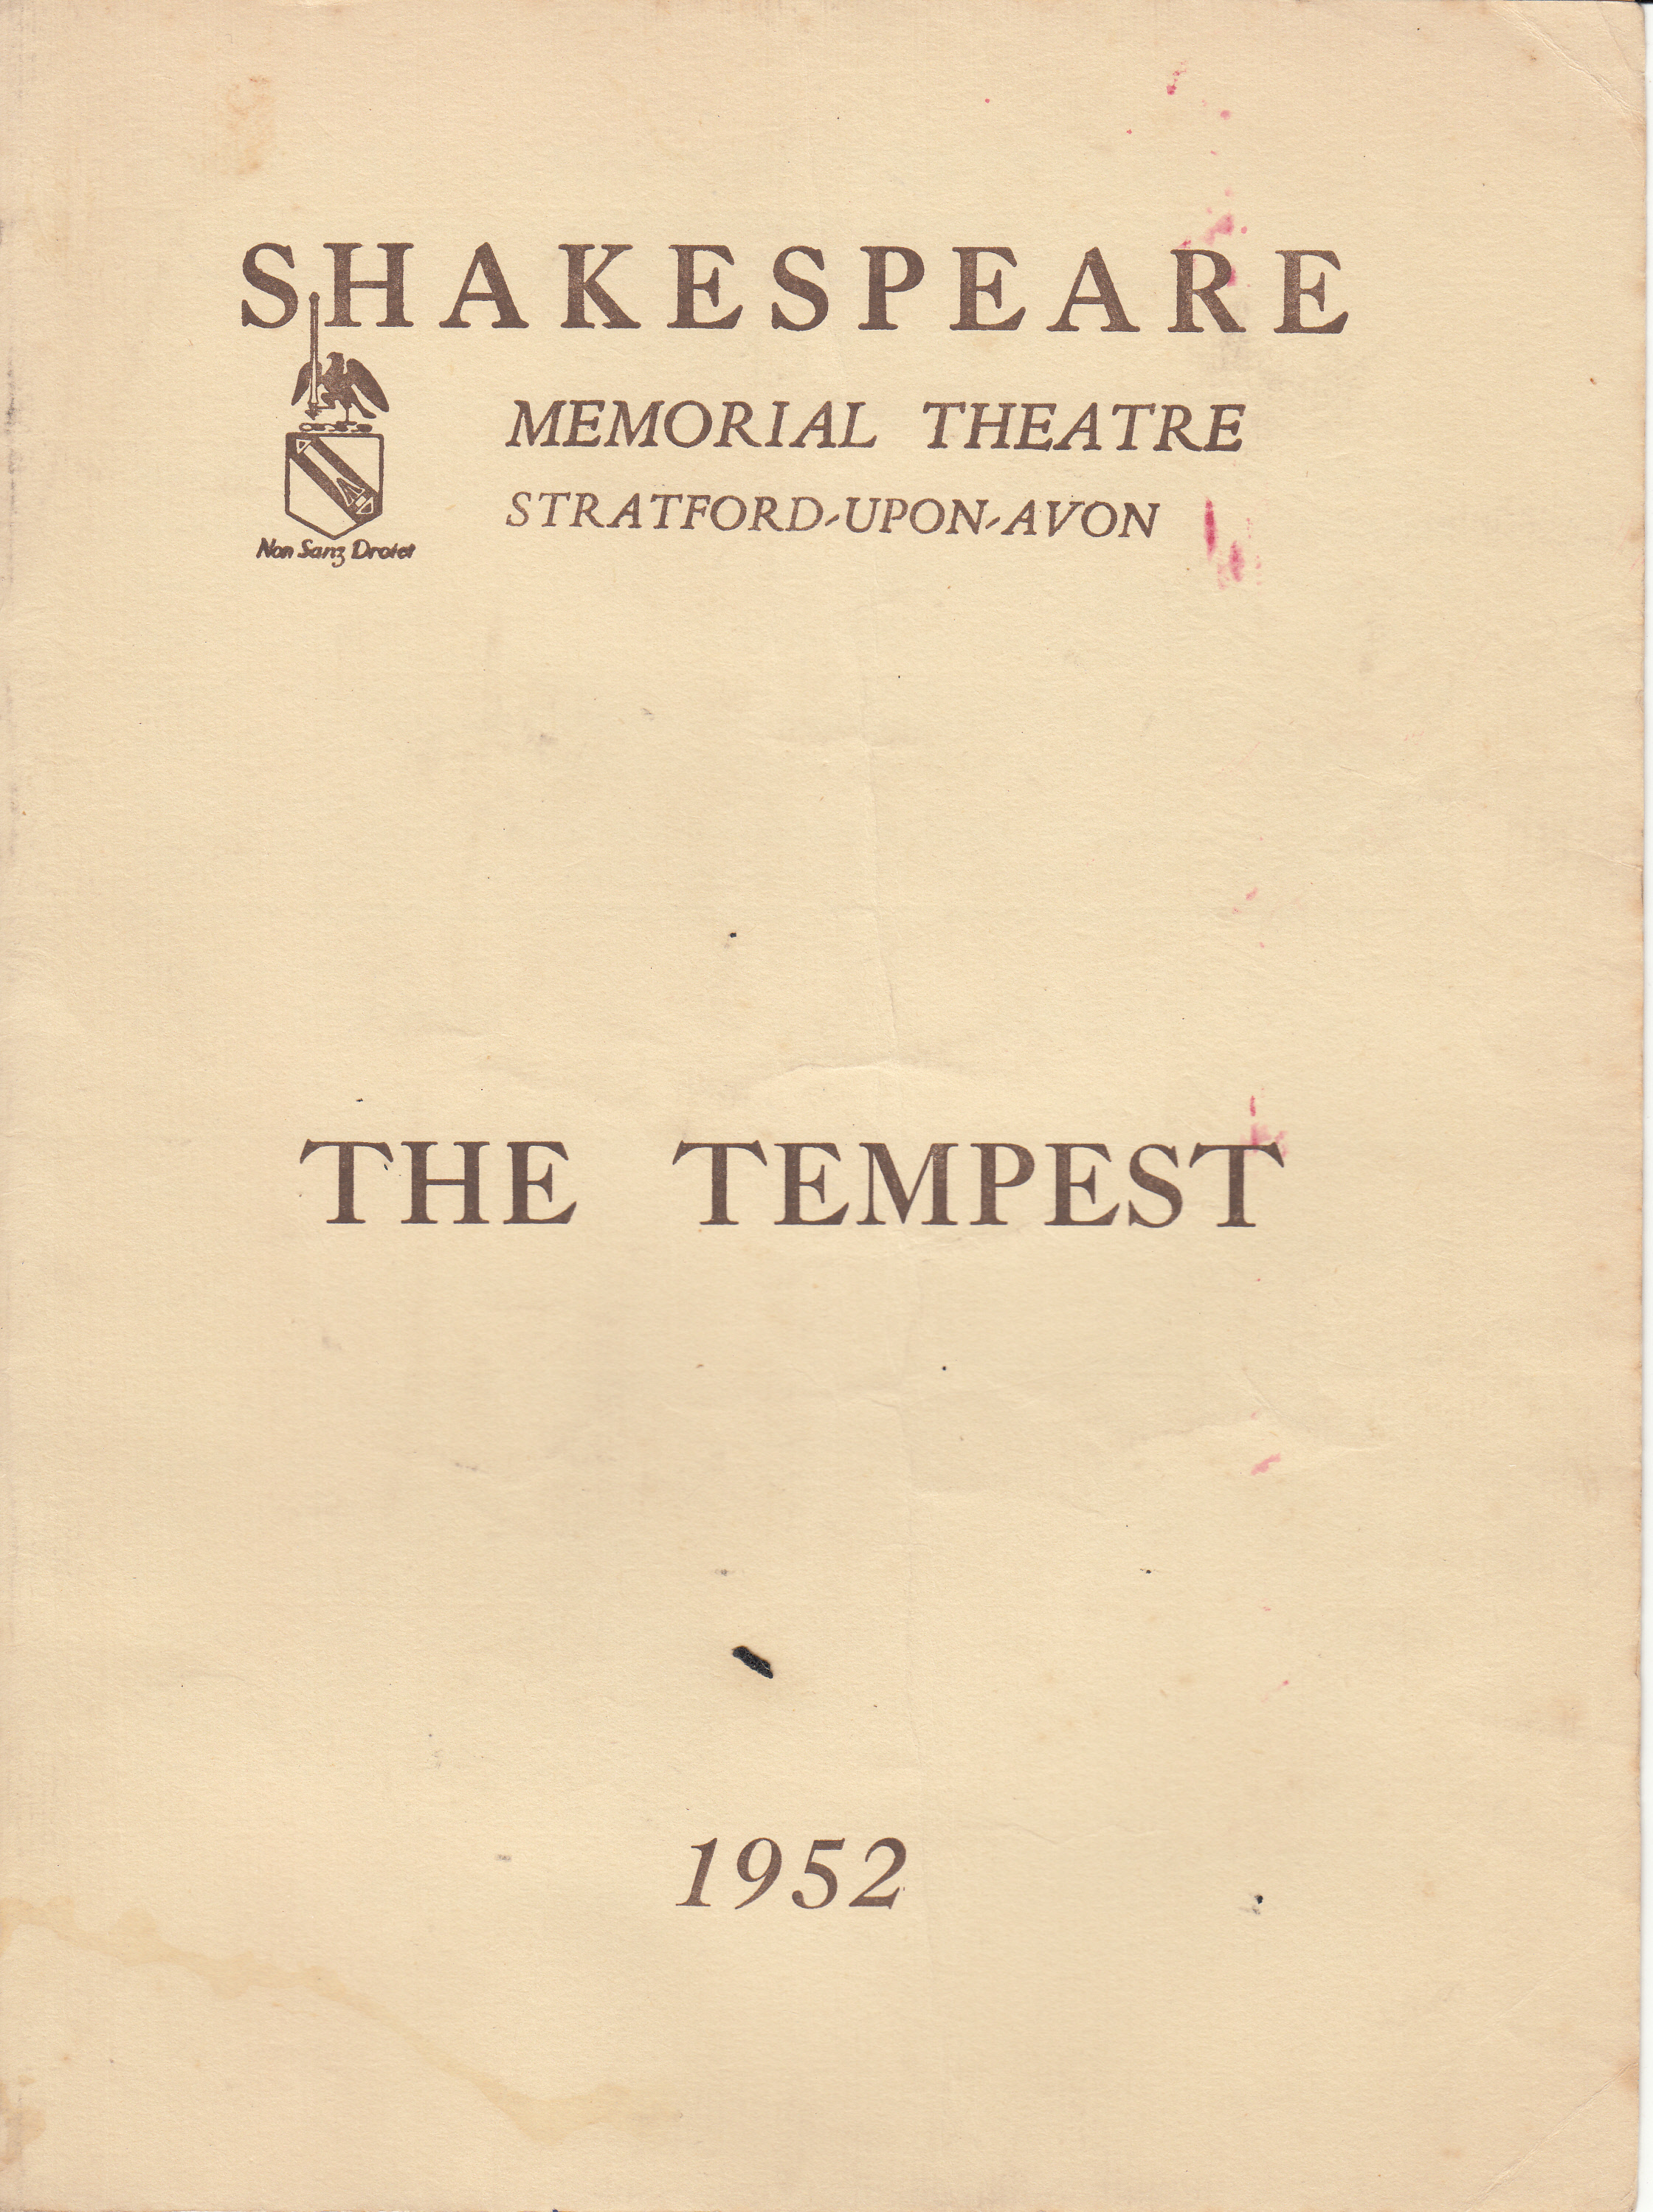 SHAKESPEARE
MEMORIAL THEATRE
STRATFORD-UPON-AVON
Non Sanz Droict
THE TEMPEST
1952